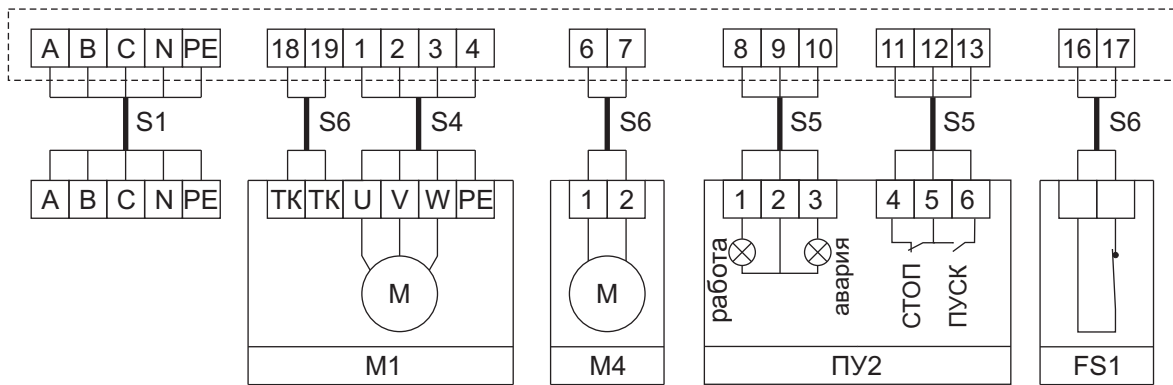 A B C N PE 18 19 1 2 3 4 6 7 8 9 10 11 12 13 16 17
S1 S6 S4 S6 S5 S5 S6
A B C N PE ТК ТК U V W PE 1 2 1 2 3 4 5 6
M M работа авария СТОП ПУСК
M1 M4 ПУ2 FS1